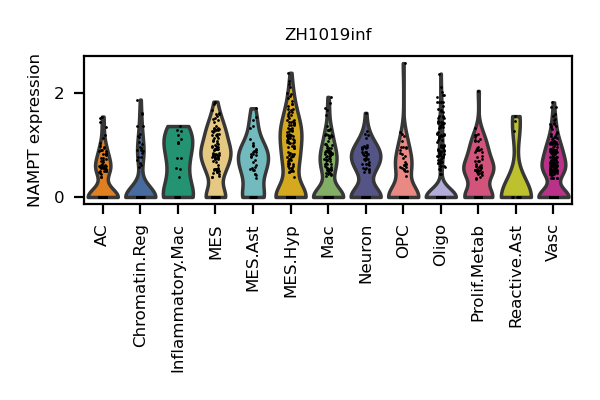 ZH1019inf
NAMPT expression
2
0
AC
Chromatin.Reg
Inflammatory.Mac
MES
MES.Ast
MES.Hyp
Mac
Neuron
OPC
Oligo
Prolif.Metab
Reactive.Ast
Vasc